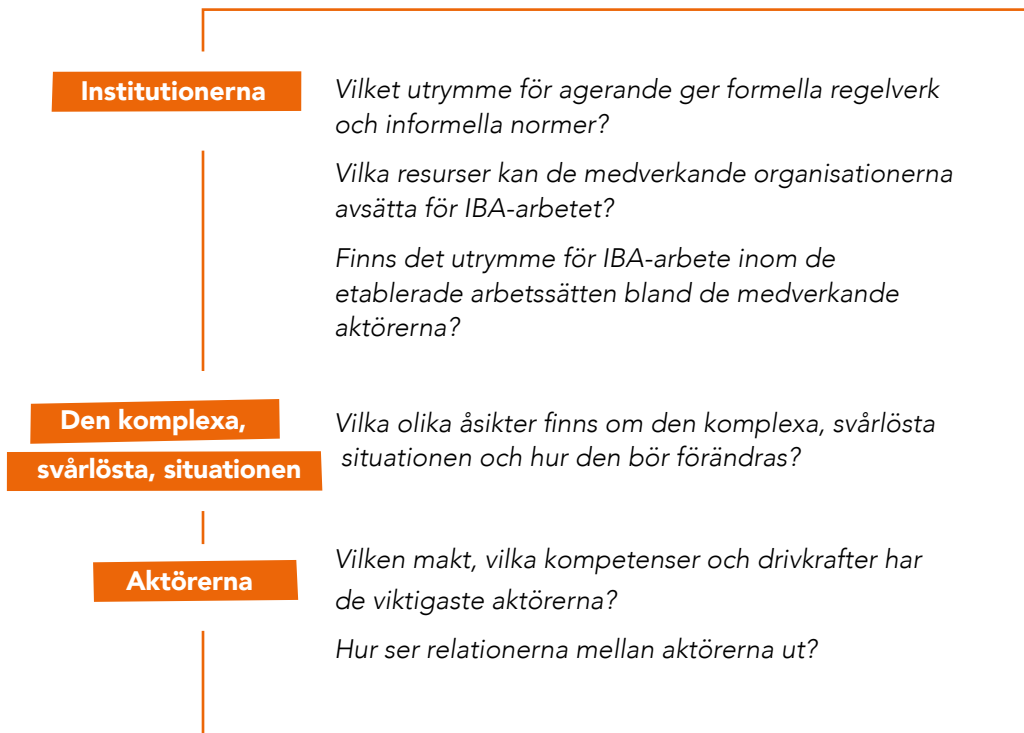 Institutionerna
Vilket utrymme för agerande ger formella regelverk
och informella normer?
Vilka resurser kan de medverkande organisationerna
avsätta för IBA-arbetet?
Finns det utrymme för IBA-arbete inom de
etablerade arbetssätten bland de medverkande
aktörerna?
Den komplexa,
svårlösta, situationen
Vilka olika åsikter finns om den komplexa, svårlösta
situationen och hur den bör förändras?
Aktörerna
Vilken makt, vilka kompetenser och drivkrafter har
de viktigaste aktörerna?
Hur ser relationerna mellan aktörerna ut?